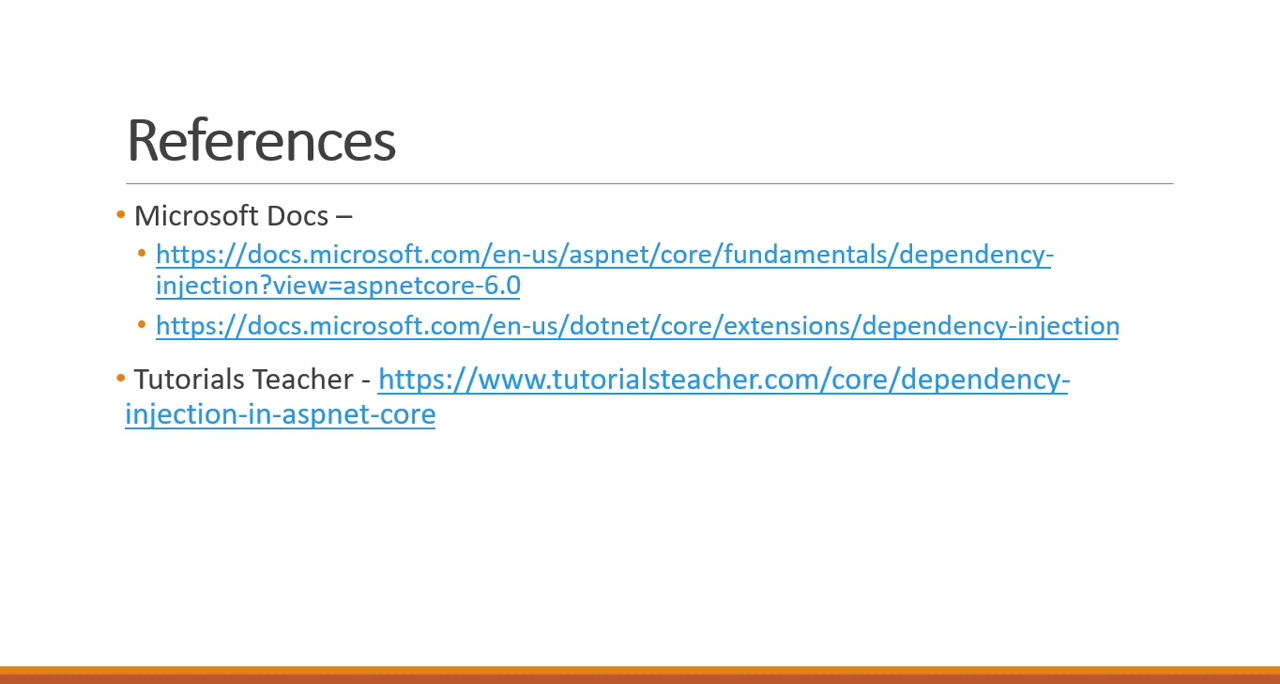 References
• Microsoft Docs –
• https://docs.microsoft.com/en-us/aspnet/core/fundamentals/dependency-
injection?view=aspnetcore-6.0
• https://docs.microsoft.com/en-us/dotnet/core/extensions/dependency-injection
• Tutorials Teacher - https://www.tutorialsteacher.com/core/dependency-
injection-in-aspnet-core